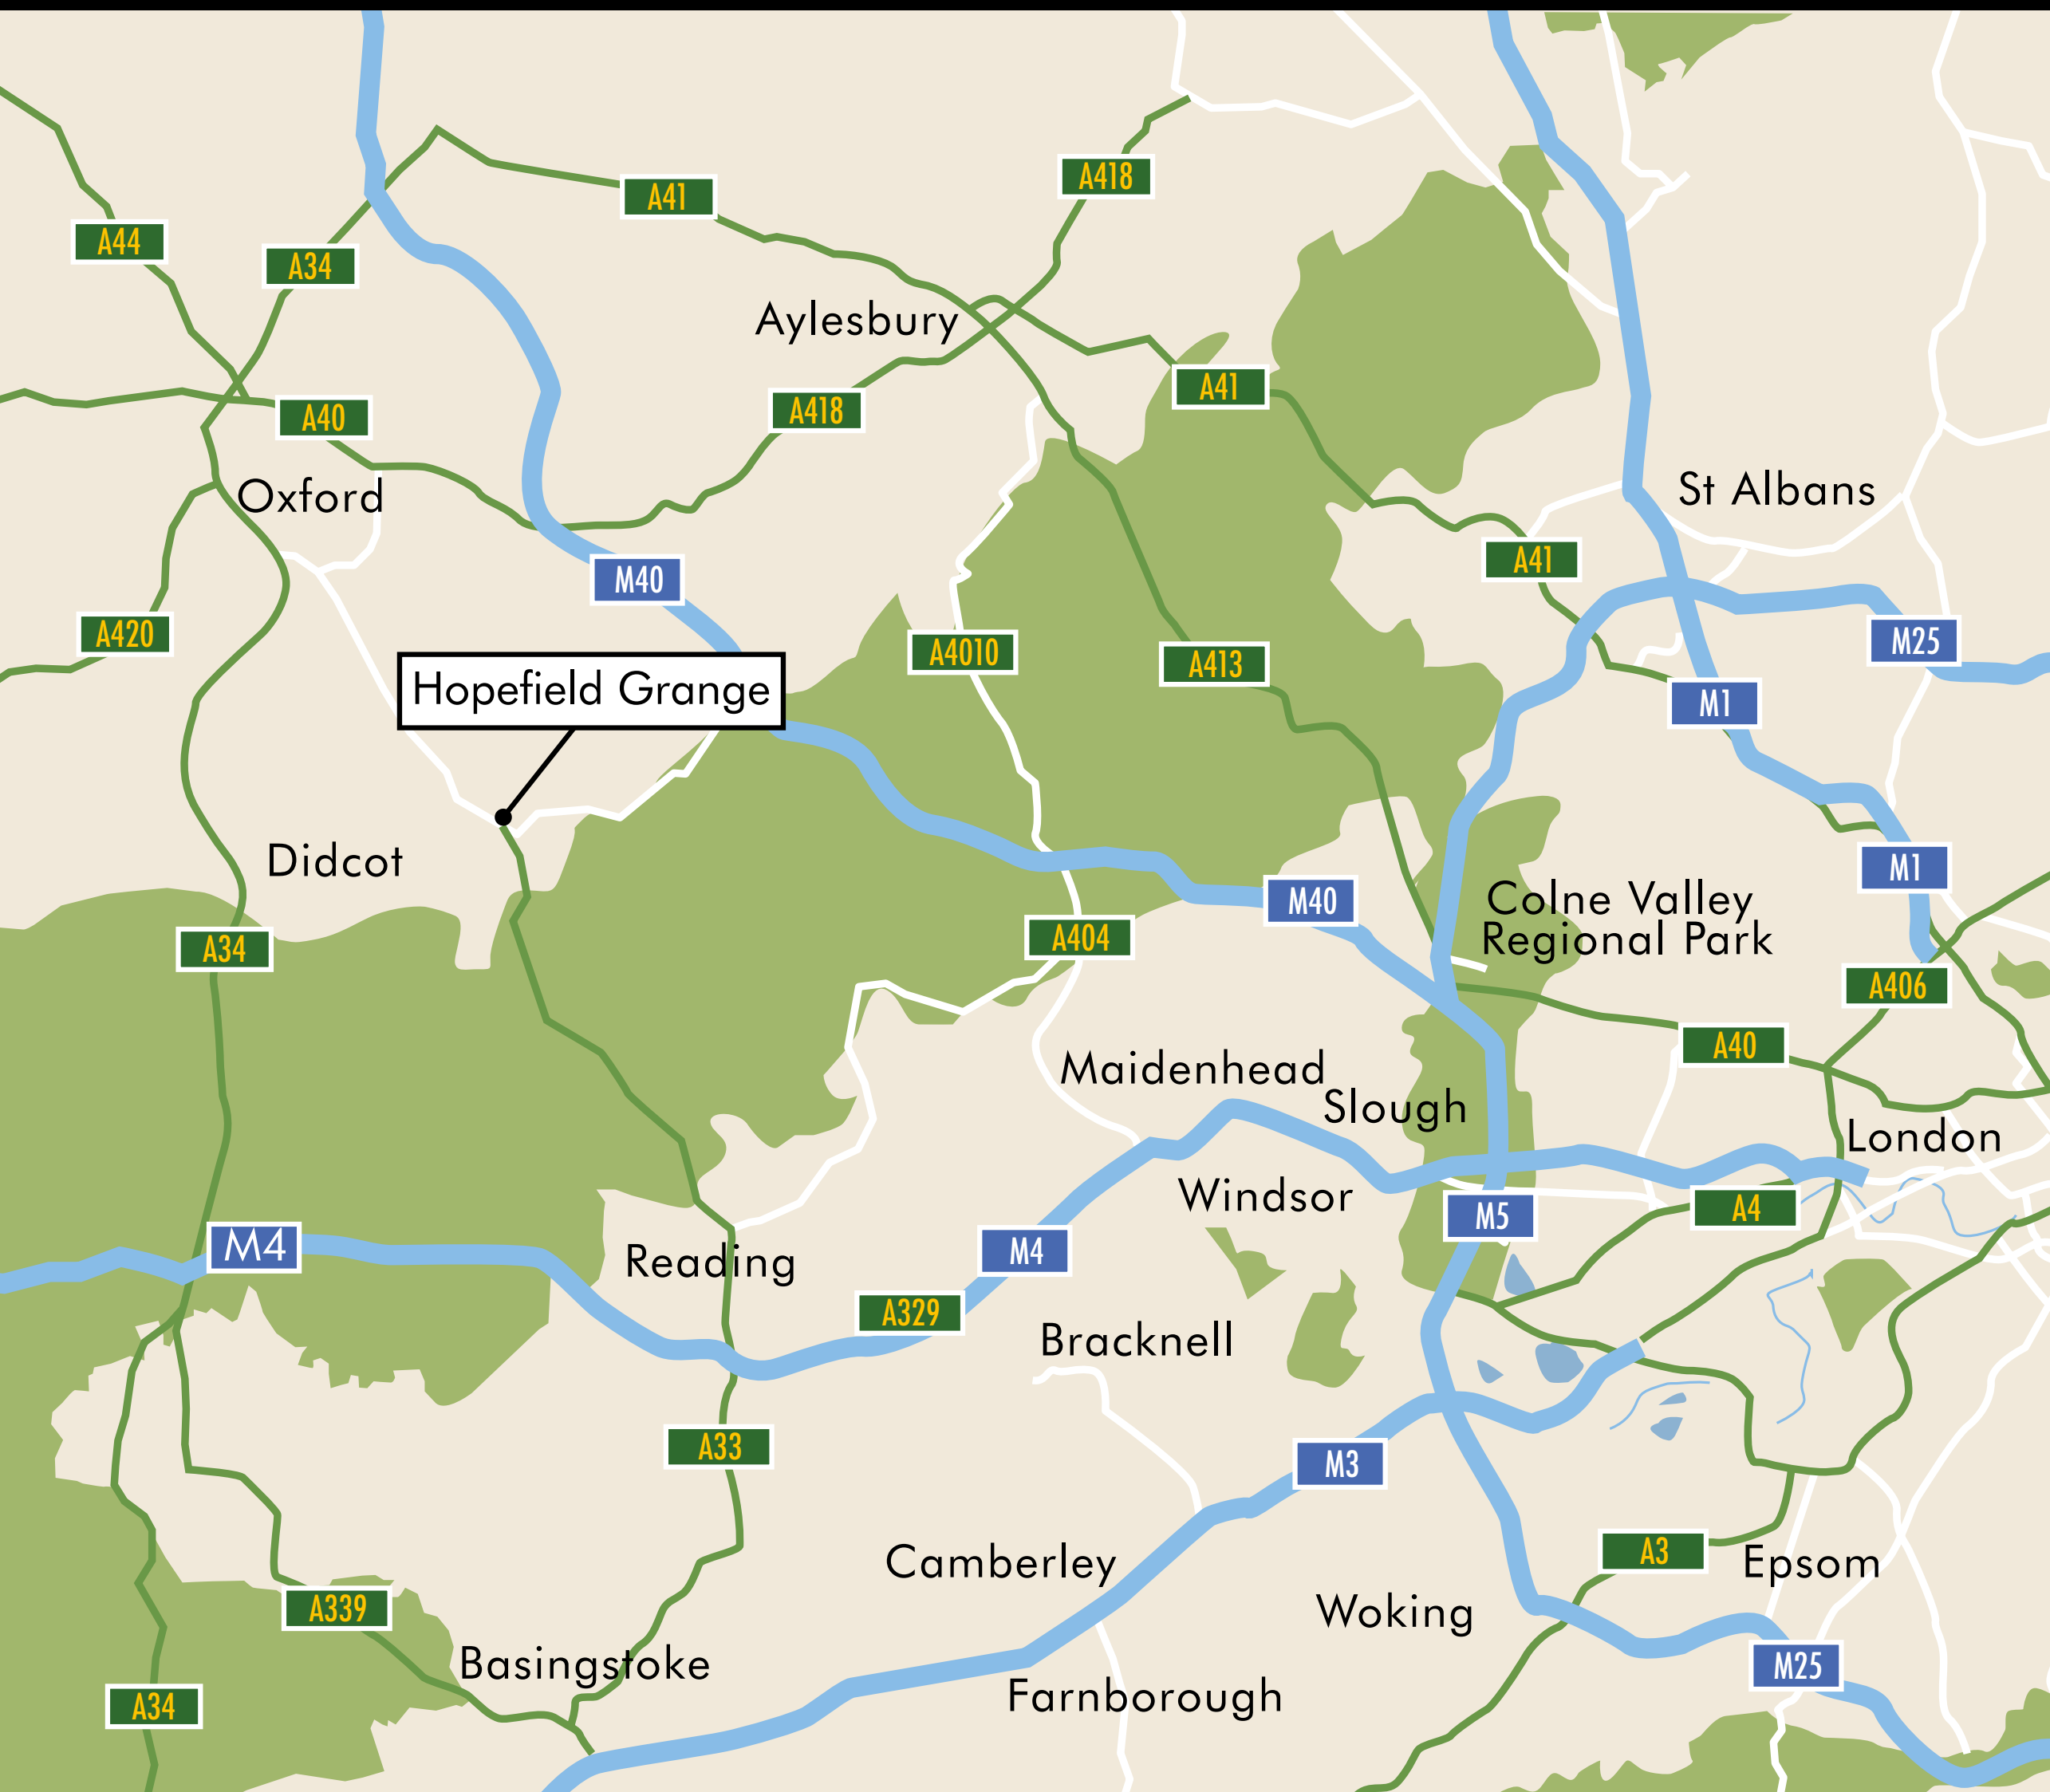 A418
A41
A44
A34
Aylesbury
A41
A418
A40
Oxford
St Albans
A41
M40
A420
M25
A4010
A413
Hopefield Grange
M1
Didcot
M1
M40
Colne Valley
Regional Park
A404
A34
A406
A40
Maidenhead
Slough
London
Windsor
A4
M5
M4
M4
Reading
A329
Bracknell
A33
M3
A3
Camberley
Epsom
A339
Woking
Basingstoke
M25
Farnborough
A34